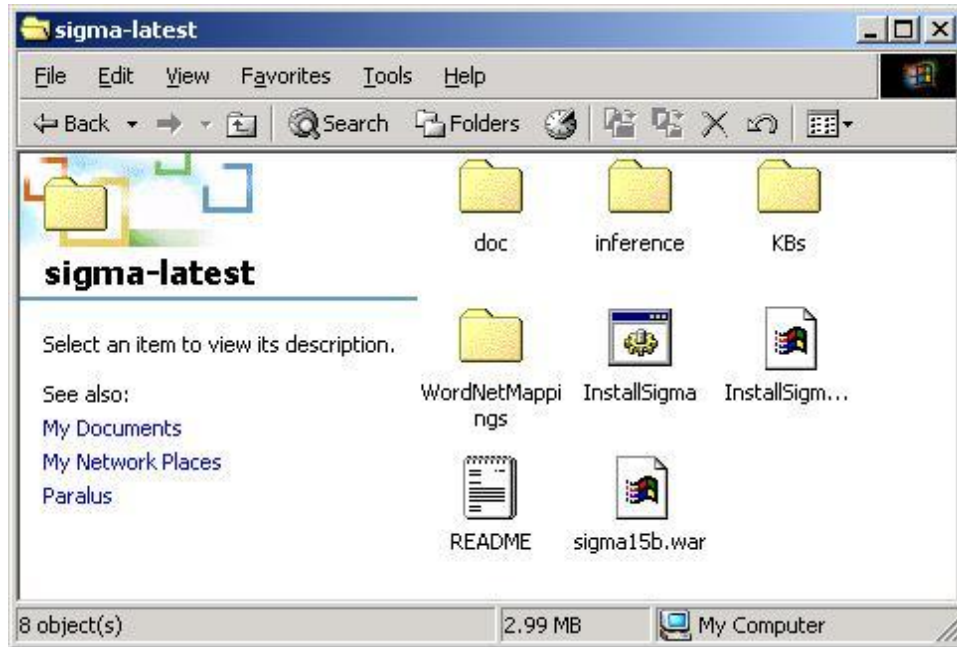 sigma-latest
File Edit View Favorites Tools Help
Back Search Folders
sigma-latest
Select an item to view its description.
See also:
My Documents
My Network Places
Paralus
doc inference KBs
WordNetMappi
ngs
InstallSigma InstallSigm...
README sigma15b.war
8 object(s) 2.99 MB My Computer